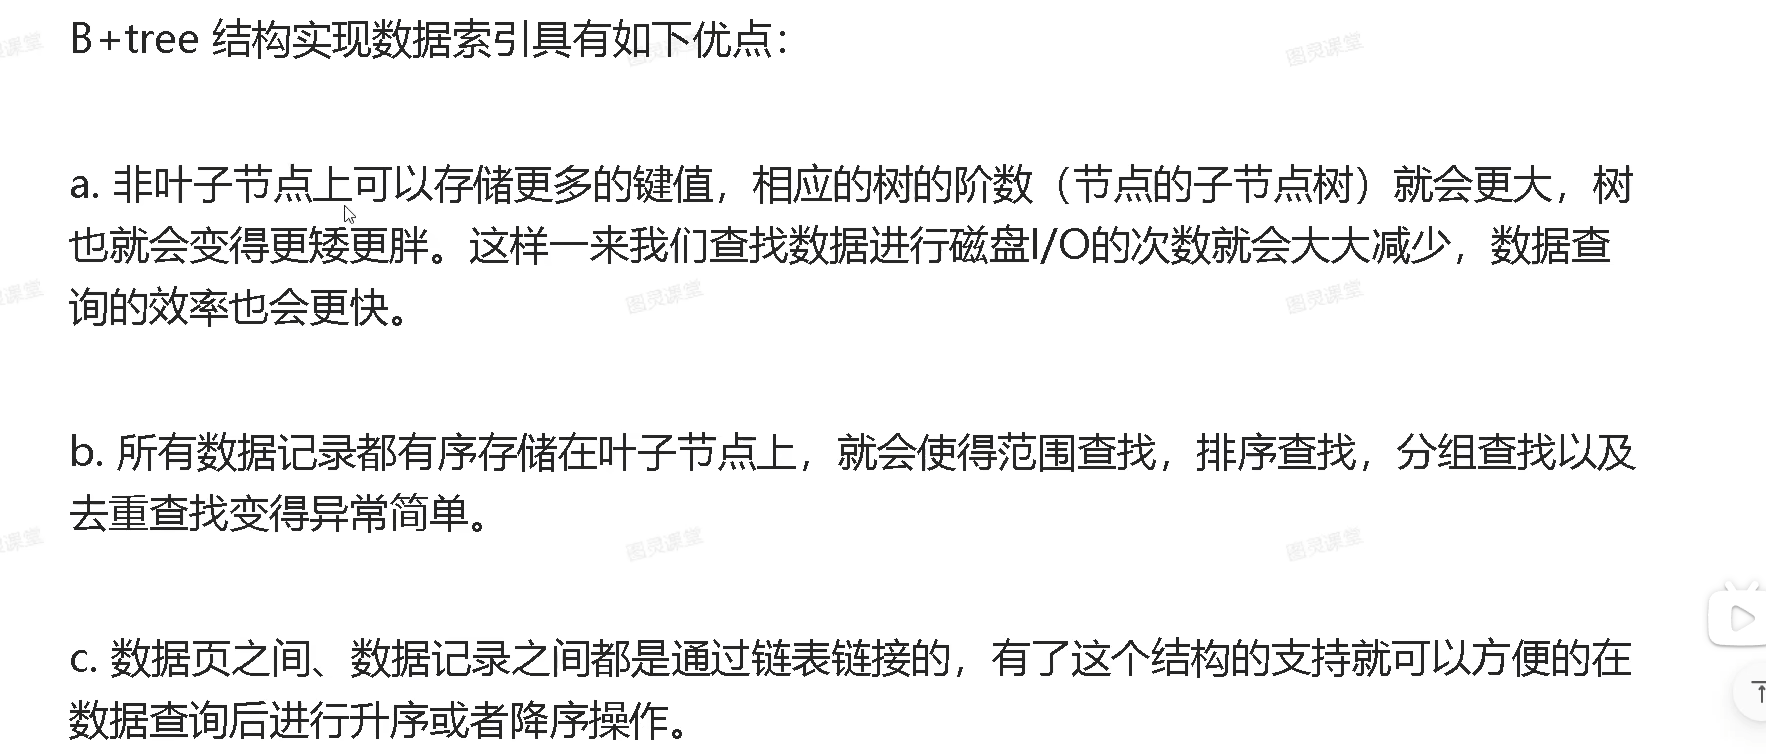 B+tree 结构实现数据索引具有如下优点：
a. 非叶子节点上可以存储更多的键值，相应的树的阶数（节点的子节点树）就会更大，树
也就会变得更矮更胖。这样一来我们查找数据进行磁盘I/O的次数就会大大减少，数据查
询的效率也会更快。
b. 所有数据记录都有序存储在叶子节点上，就会使得范围查找，排序查找，分组查找以及
去重查找变得异常简单。
c. 数据页之间、数据记录之间都是通过链表链接的，有了这个结构的支持就可以方便的在
数据查询后进行升序或者降序操作。
图灵课堂
图灵课堂
图灵课堂
图灵课堂
图灵课堂
图灵课堂